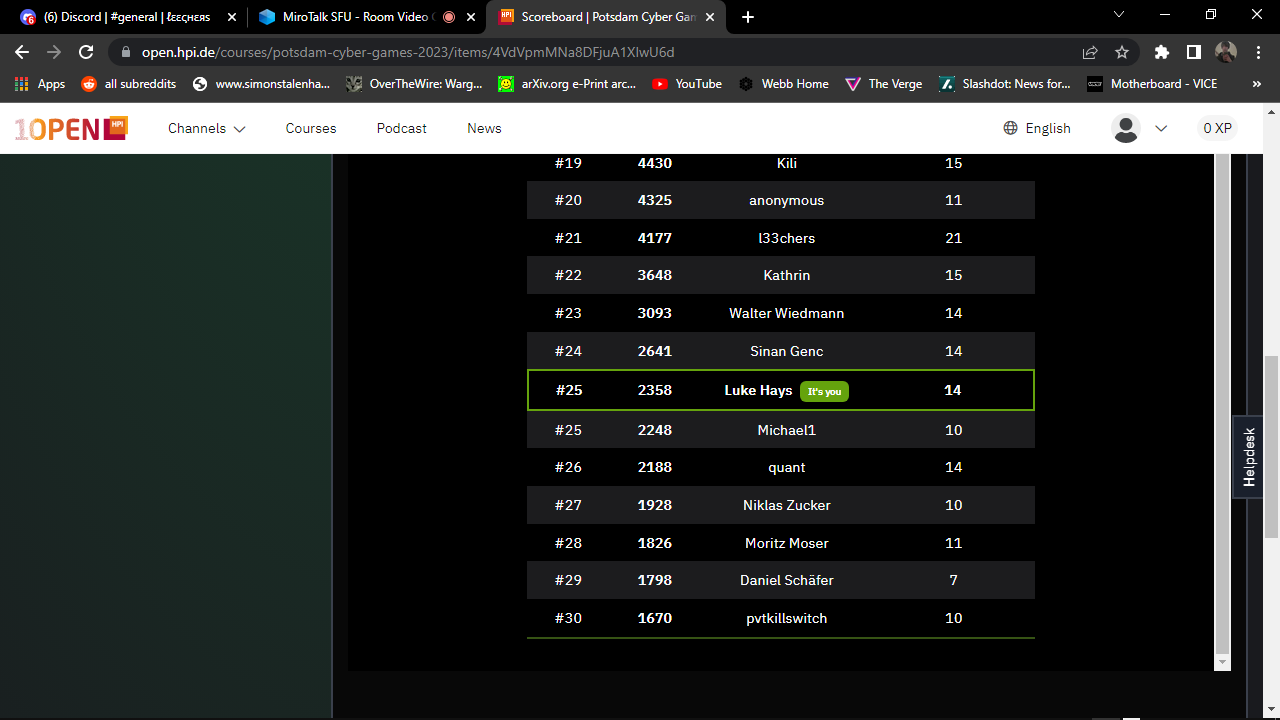 (6) Discord | #general | ℓεεςнεяs
MiroTalk SFU - Room Video
Scoreboard | Potsdam Cyber Gam
open.hpi.de/courses/potsdam-cyber-games-2023/items/4VdVpmMNa8DFjuA1XIwU6d
Apps all subreddits www.simonstalenha... OverTheWire: Warg... arXiv.org e-Print arc... YouTube Webb Home The Verge Slashdot: News for... Motherboard - VICE »
OPEN HPI Channels Courses Podcast News English 0 XP
#19 4430 Kili 15
#20 4325 anonymous 11
#21 4177 l33chers 21
#22 3648 Kathrin 15
#23 3093 Walter Wiedmann 14
#24 2641 Sinan Genc 14
#25 2358 Luke Hays It's you 14
#25 2248 Michael1 10
#26 2188 quant 14
#27 1928 Niklas Zucker 10
#28 1826 Moritz Moser 11
#29 1798 Daniel Schäfer 7
#30 1670 pvtkillswitch 10
Helpdesk